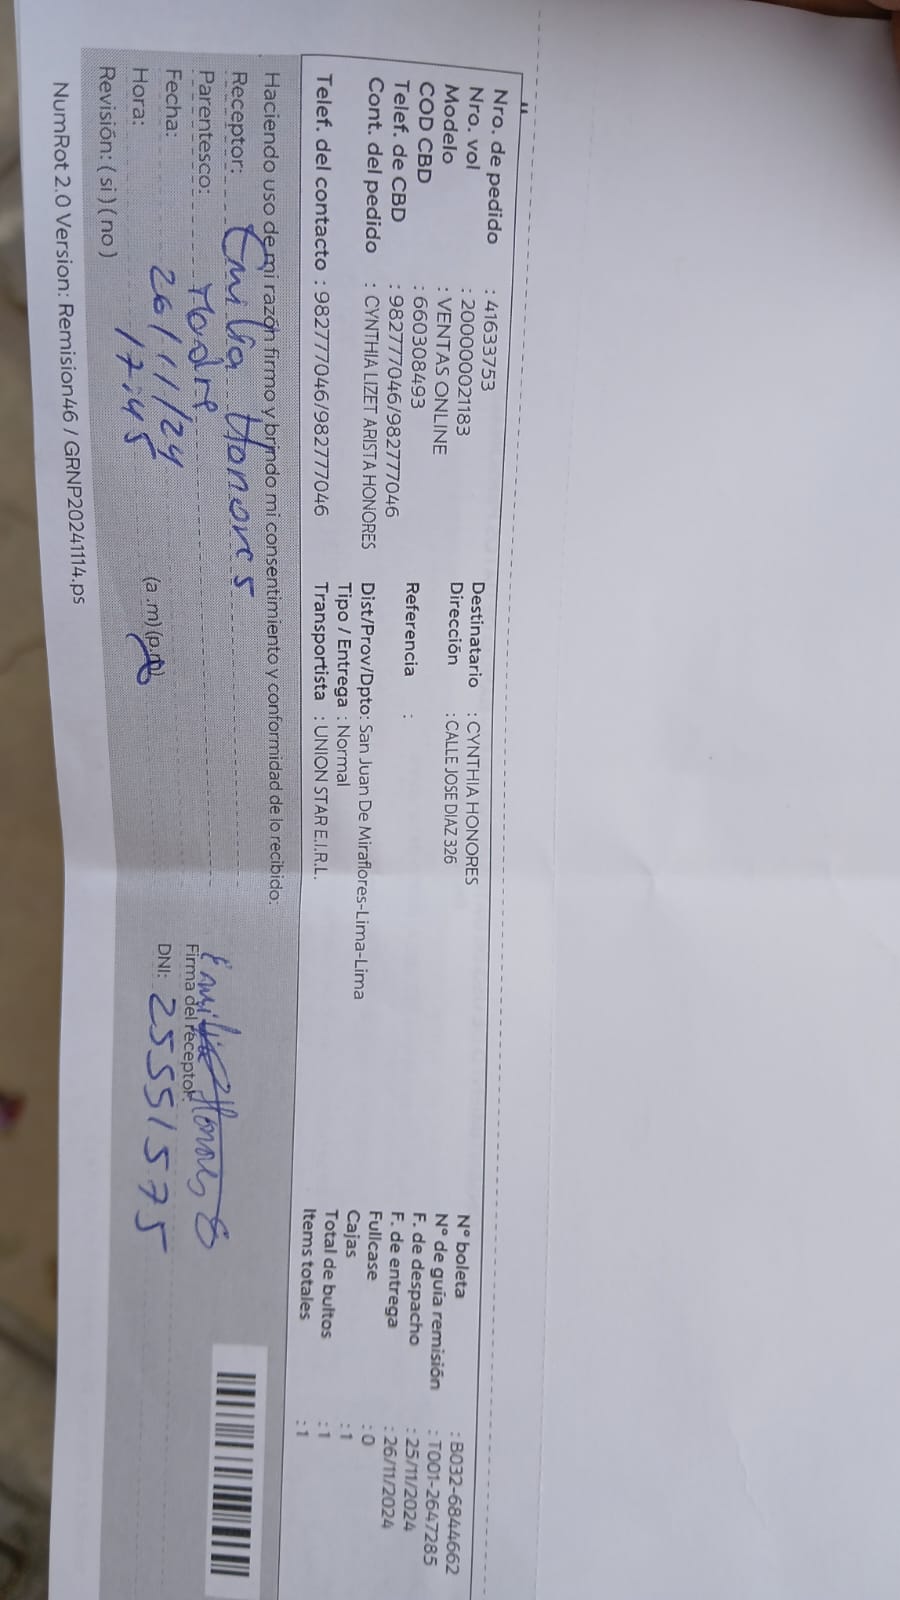 Nro. de pedido : 41633753
Nro. vol : 200000021183
Modelo : VENTAS ONLINE
COD CBD : 660308493
Telef. de CBD : 982777046/982777046
Cont. del pedido : CYNTHIA LIZET ARISTA HONORES
Telef. del contacto : 982777046/982777046
Destinatario : CYNTHIA HONORES
Dirección : CALLE JOSE DIAZ 326
Referencia :
Dist/Prov/Dpto: San Juan De Miraflores-Lima-Lima
Tipo / Entrega : Normal
Transportista : UNION STAR E.I.R.L.
N° boleta : B032-6844662
N° de guia remisión : T001-2647285
F. de despacho : 25/11/2024
F. de entrega : 26/11/2024
Fullcase : 0
Cajas : 1
Total de bultos : 1
Items totales : 1
Haciendo uso de mi razón firmo y brindo mi consentimiento y conformidad de lo recibido:
Receptor: Emilia Honores
Parentesco: Madre
Fecha: 26/11/24
Hora: 17:45 (a.m) (p.m)
Revisión: ( si ) ( no )
Emilia Honores
Firma del receptor:
DNI: 25551575
NumRot 2.0 Version: Remision46 / GRNP20241114.ps